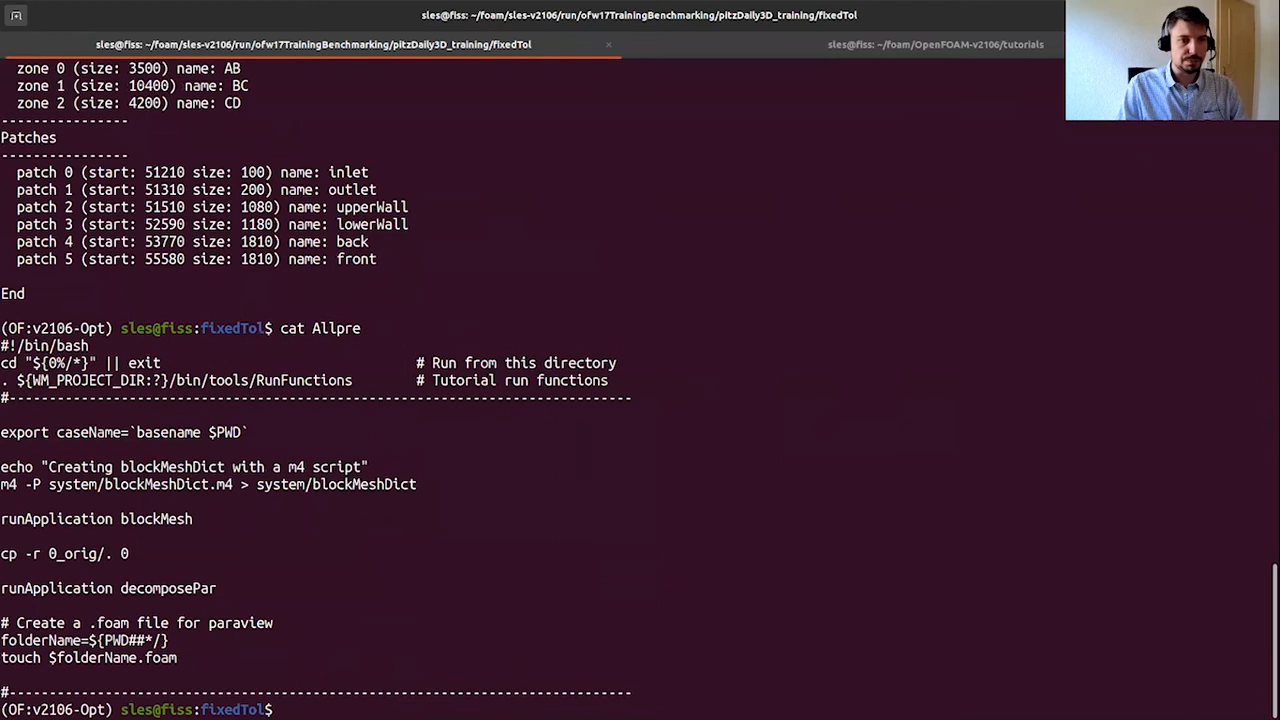 sles@fiss: ~/foam/sles-v2106/run/ofw17TrainingBenchmarking/pitzDaily3D_training/fixedTol
sles@fiss: ~/foam/sles-v2106/run/ofw17TrainingBenchmarking/pitzDaily3D_training/fixedTol × sles@fiss: ~/foam/OpenFOAM-v2106/tutorials
zone 0 (size: 3500) name: AB
zone 1 (size: 10400) name: BC
zone 2 (size: 4200) name: CD
----------------
Patches
----------------
patch 0 (start: 51210 size: 100) name: inlet
patch 1 (start: 51310 size: 200) name: outlet
patch 2 (start: 51510 size: 1080) name: upperWall
patch 3 (start: 52590 size: 1180) name: lowerWall
patch 4 (start: 53770 size: 1810) name: back
patch 5 (start: 55580 size: 1810) name: front
End
(OF:v2106-Opt) sles@fiss:fixedTol$ cat Allpre
#!/bin/bash
cd "${0%/*}" || exit                                # Run from this directory
. ${WM_PROJECT_DIR:?}/bin/tools/RunFunctions        # Tutorial run functions
#------------------------------------------------------------------------------
export caseName=`basename $PWD`
echo "Creating blockMeshDict with a m4 script"
m4 -P system/blockMeshDict.m4 > system/blockMeshDict
runApplication blockMesh
cp -r 0_orig/. 0
runApplication decomposePar
# Create a .foam file for paraview
folderName=${PWD##*/}
touch $folderName.foam
#------------------------------------------------------------------------------
(OF:v2106-Opt) sles@fiss:fixedTol$